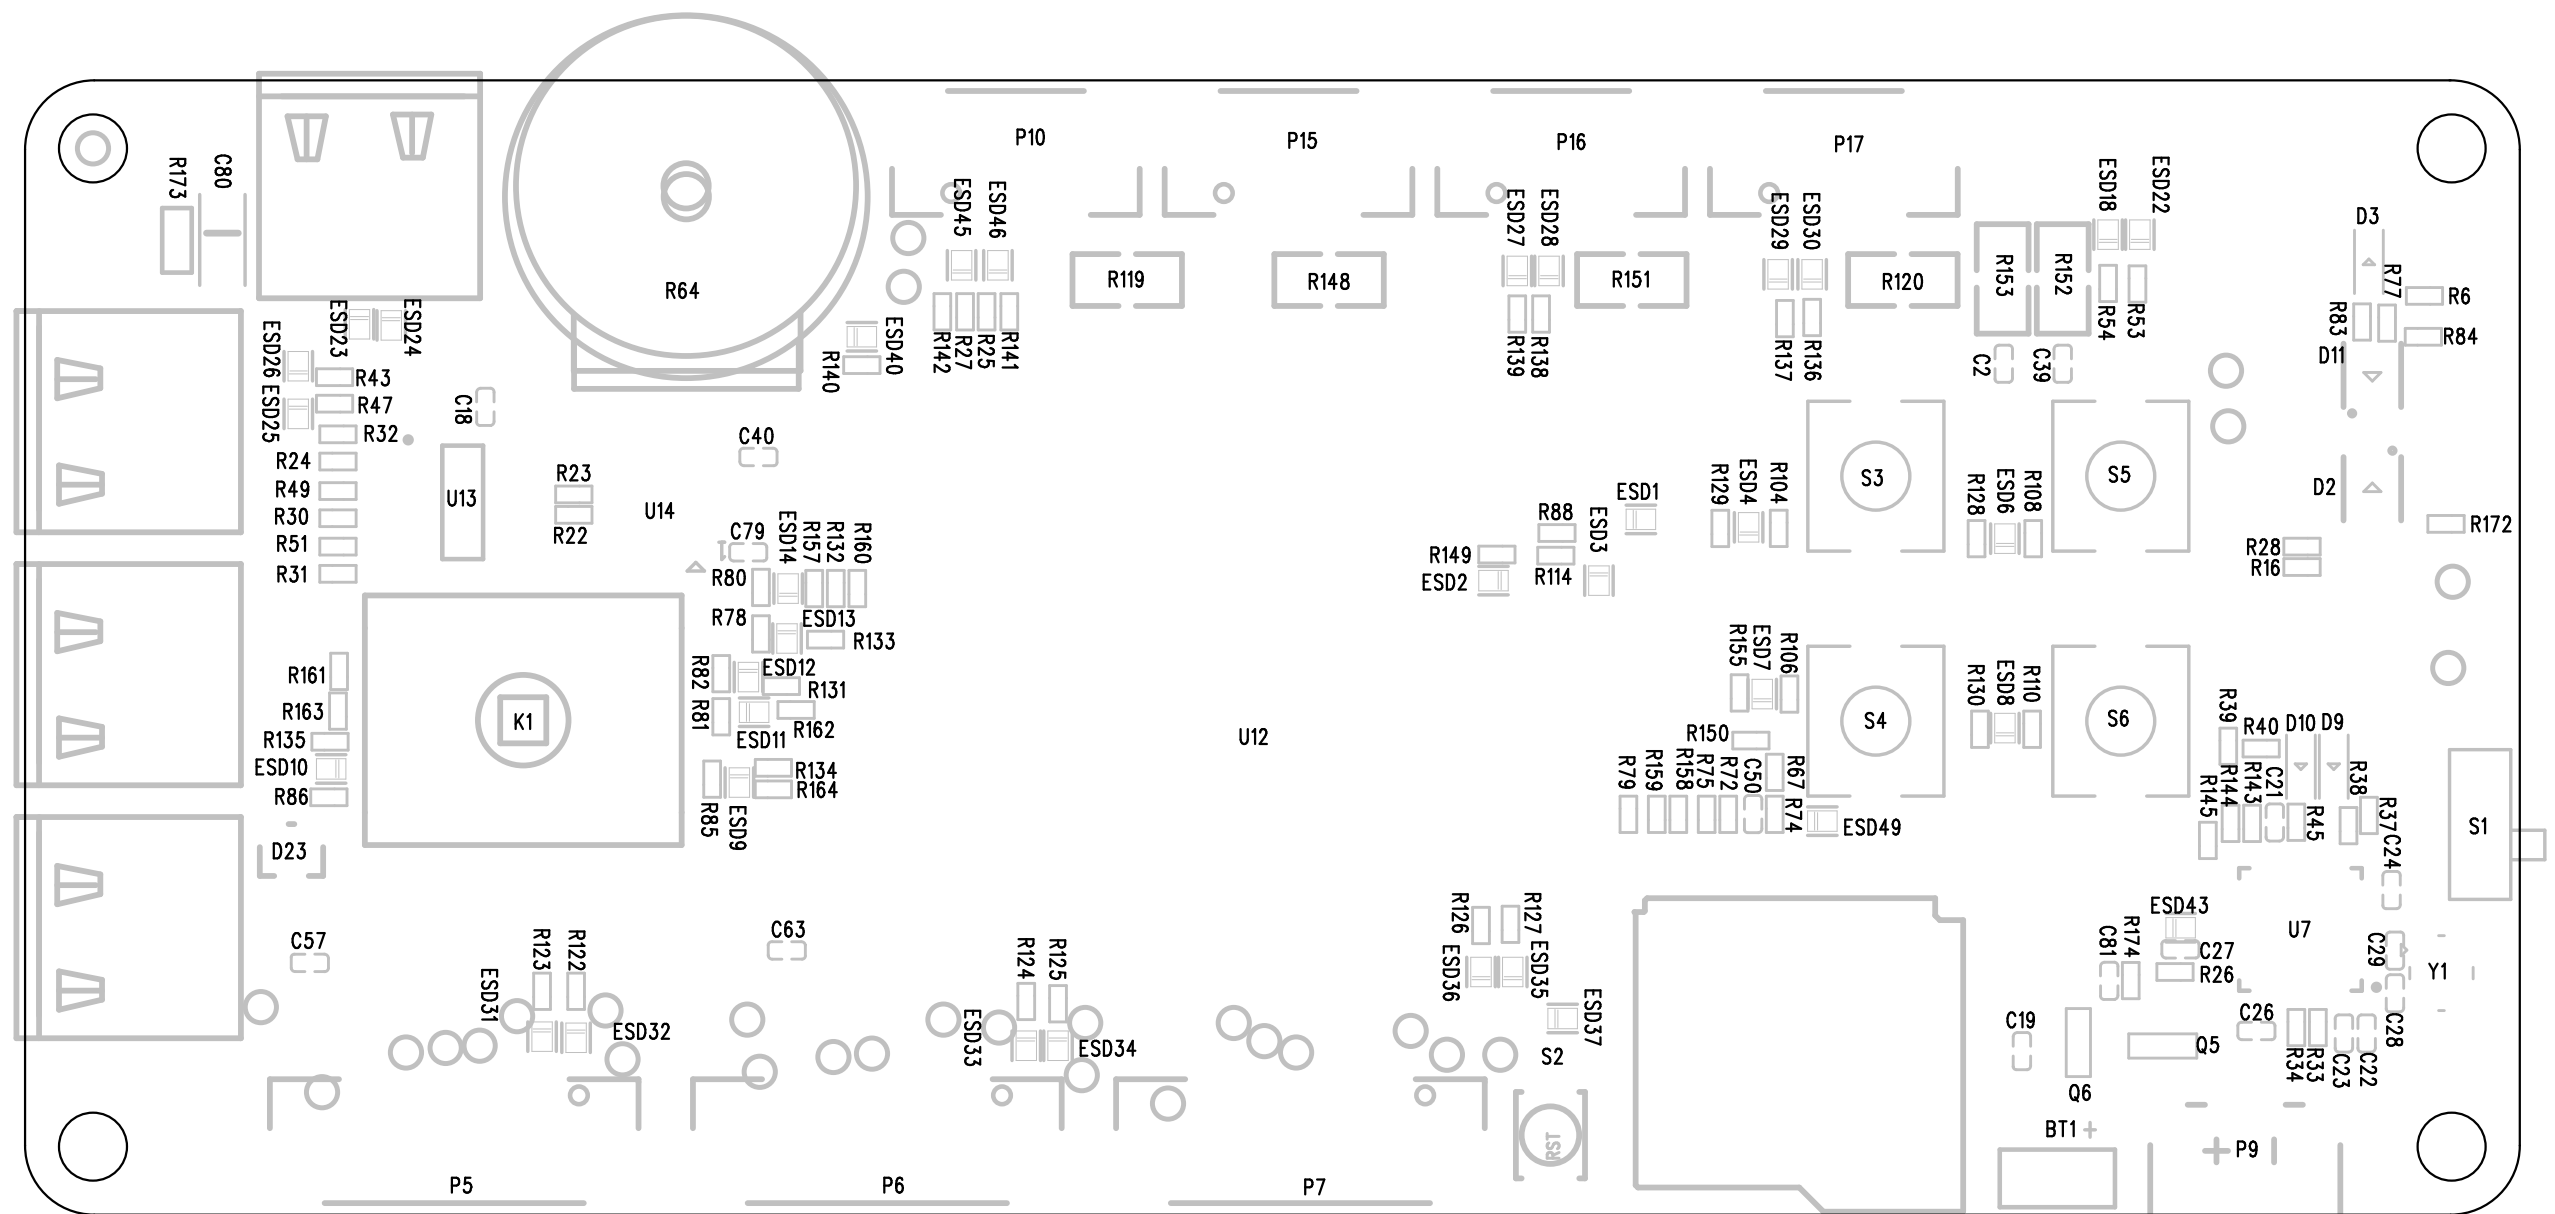 P10
P15
P16
P17
R173
C80
ESD45
ESD46
ESD27
ESD28
ESD29
ESD30
ESD18
ESD22
D3
R64
R119
R148
R151
R120
R153
R152
R54
R53
R77
R6
R83
R84
D11
ESD23
ESD24
ESD26
ESD25
R43
R47
R32
R24
R49
R30
R51
R31
C18
U13
R23
R22
U14
C40
C79
ESD40
R140
R142
R27
R25
R141
R139
R138
R137
R136
C2
C39
S3
S5
D2
R172
R28
R16
ESD1
R88
ESD3
R149
ESD2
R114
R129
ESD4
R104
R128
ESD6
R108
R80
ESD14
R157
R132
R160
R78
ESD13
R133
R82
ESD12
R131
R81
ESD11
R162
R134
R164
R85
ESD9
R161
R163
R135
ESD10
R86
D23
K1
U12
R155
ESD7
R106
R150
R79
R159
R158
R75
R72
C50
R67
R74
ESD49
S4
R130
ESD8
R110
S6
R39
R40
D10
D9
R145
R144
R143
C21
R45
R38
R37
C24
S1
ESD43
U7
C81
R174
C27
R26
C29
Y1
C28
C26
R34
R33
C23
C22
C19
Q6
Q5
BT1
P9
C57
R123
R122
ESD31
ESD32
C63
R124
R125
ESD33
ESD34
R126
R127
ESD36
ESD35
ESD37
S2
RST
P5
P6
P7